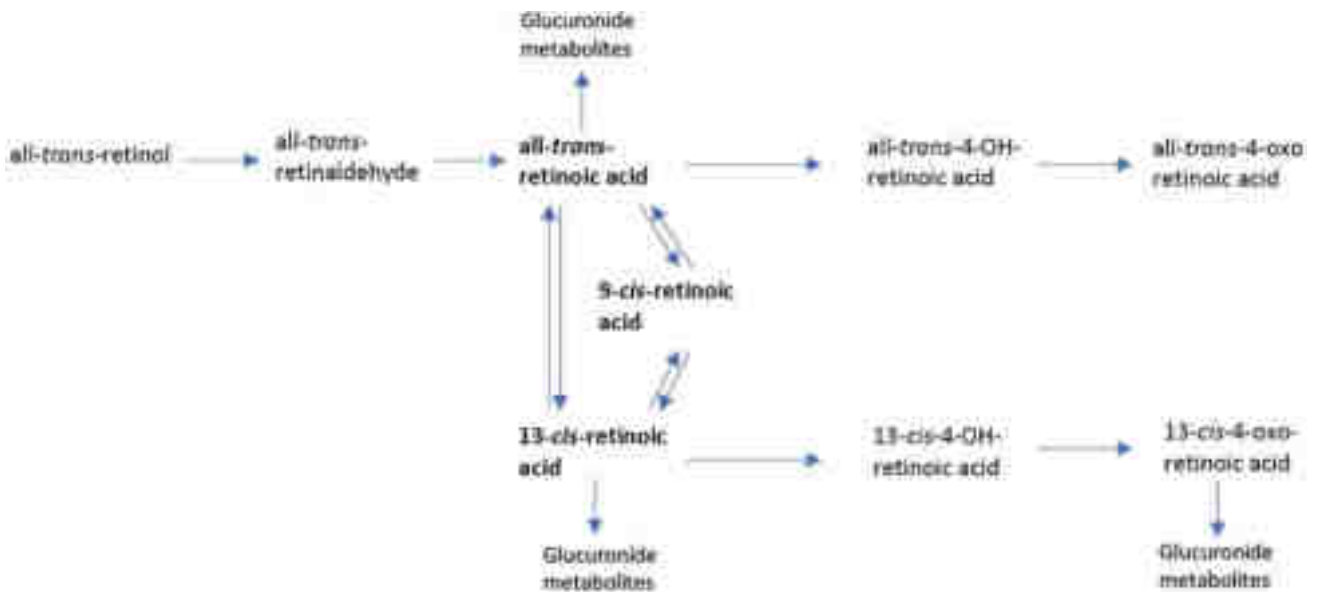 Glucuronide
metabolites
all-trans-retinol
all-trans-
retinaldehyde
all-trans-
retinoic acid
all-trans-4-OH-
retinoic acid
all-trans-4-oxo
retinoic acid
9-cis-retinoic
acid
13-cis-retinoic
acid
13-cis-4-OH-
retinoic acid
13-cis-4-oxo-
retinoic acid
Glucuronide
metabolites
Glucuronide
metabolites